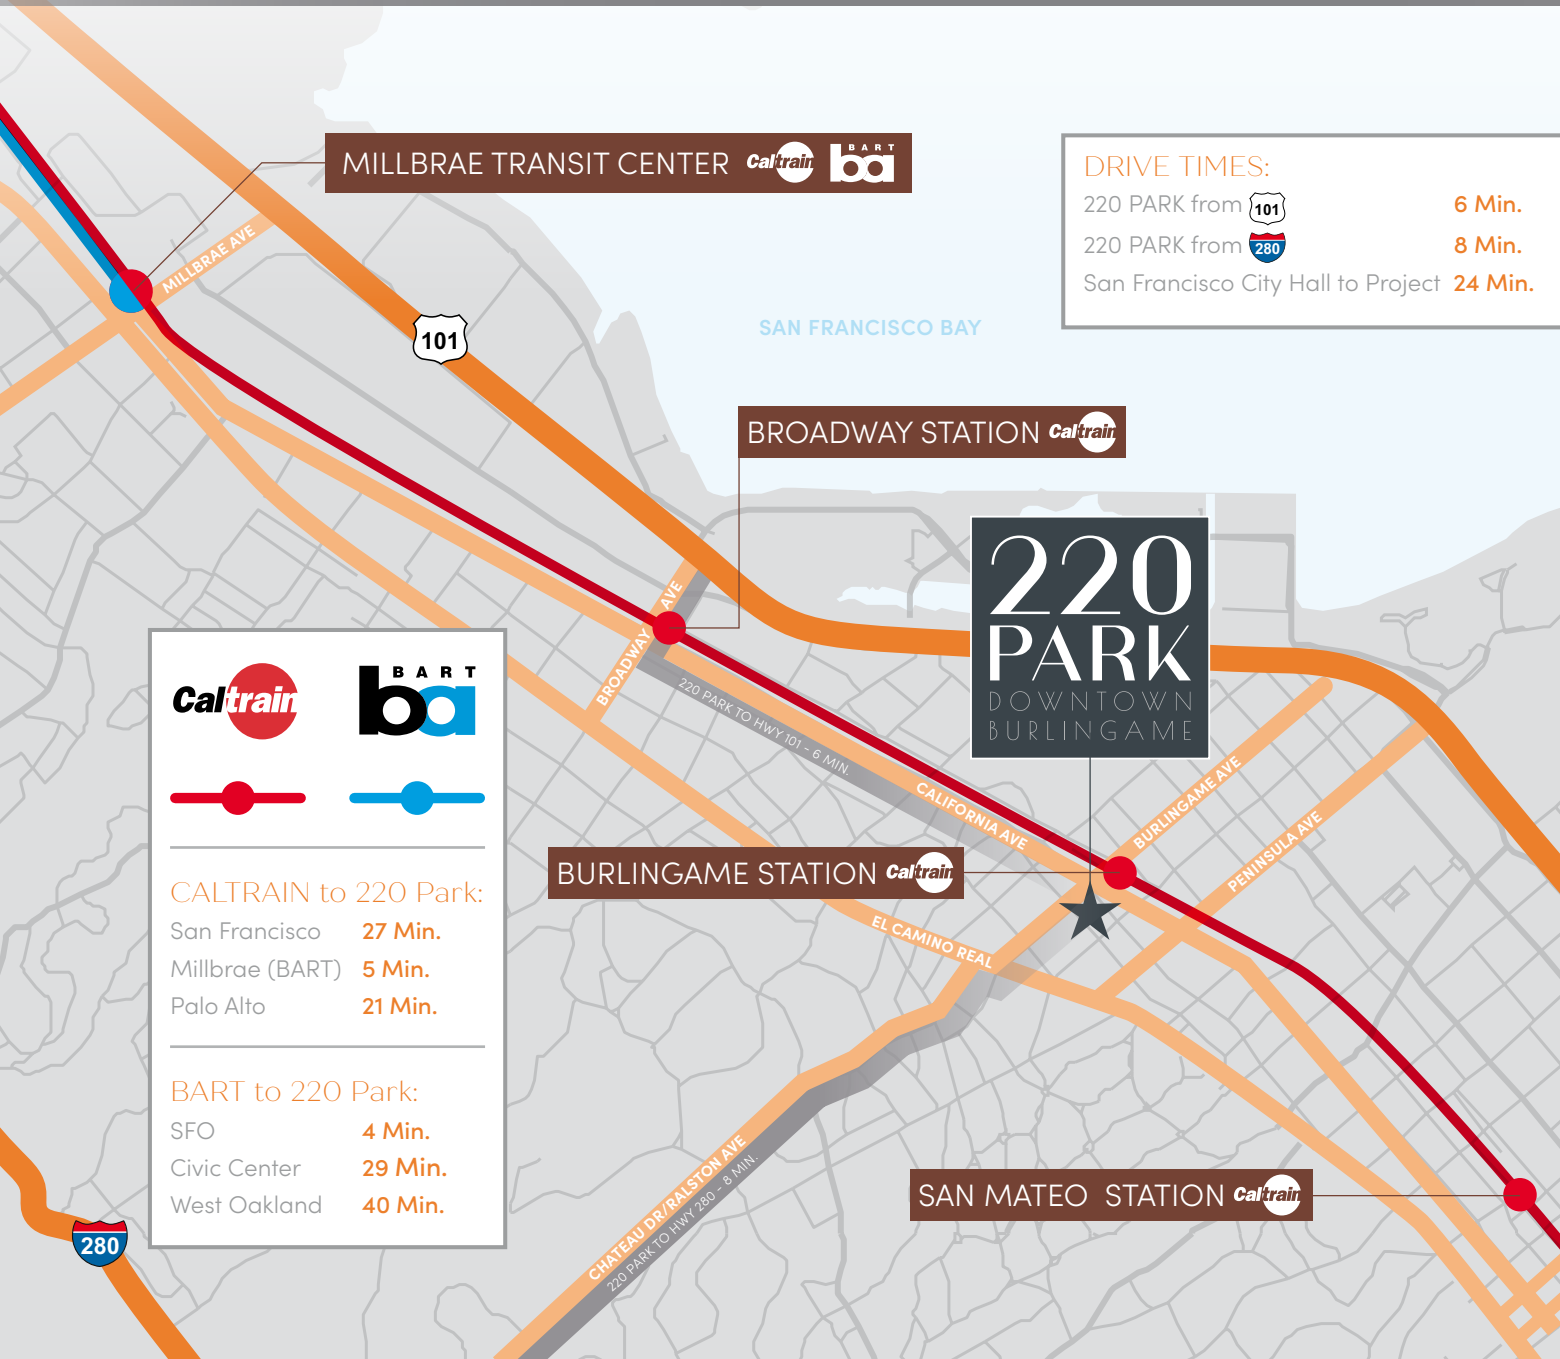 MILLBRAE TRANSIT CENTER Caltrain BART ba
DRIVE TIMES:
220 PARK from 101 6 Min.
220 PARK from 280 8 Min.
San Francisco City Hall to Project 24 Min.
MILLBRAE AVE
101
SAN FRANCISCO BAY
BROADWAY STATION Caltrain
220
PARK
DOWNTOWN
BURLINGAME
BROADWAY AVE
220 PARK TO HWY 101 - 6 MIN.
CALIFORNIA AVE
BURLINGAME AVE
PENINSULA AVE
BURLINGAME STATION Caltrain
EL CAMINO REAL
Caltrain
BART
ba
CALTRAIN to 220 Park:
San Francisco 27 Min.
Millbrae (BART) 5 Min.
Palo Alto 21 Min.
BART to 220 Park:
SFO 4 Min.
Civic Center 29 Min.
West Oakland 40 Min.
CHATEAU DR/RALSTON AVE
220 PARK TO HWY 280 - 8 MIN.
SAN MATEO STATION Caltrain
280